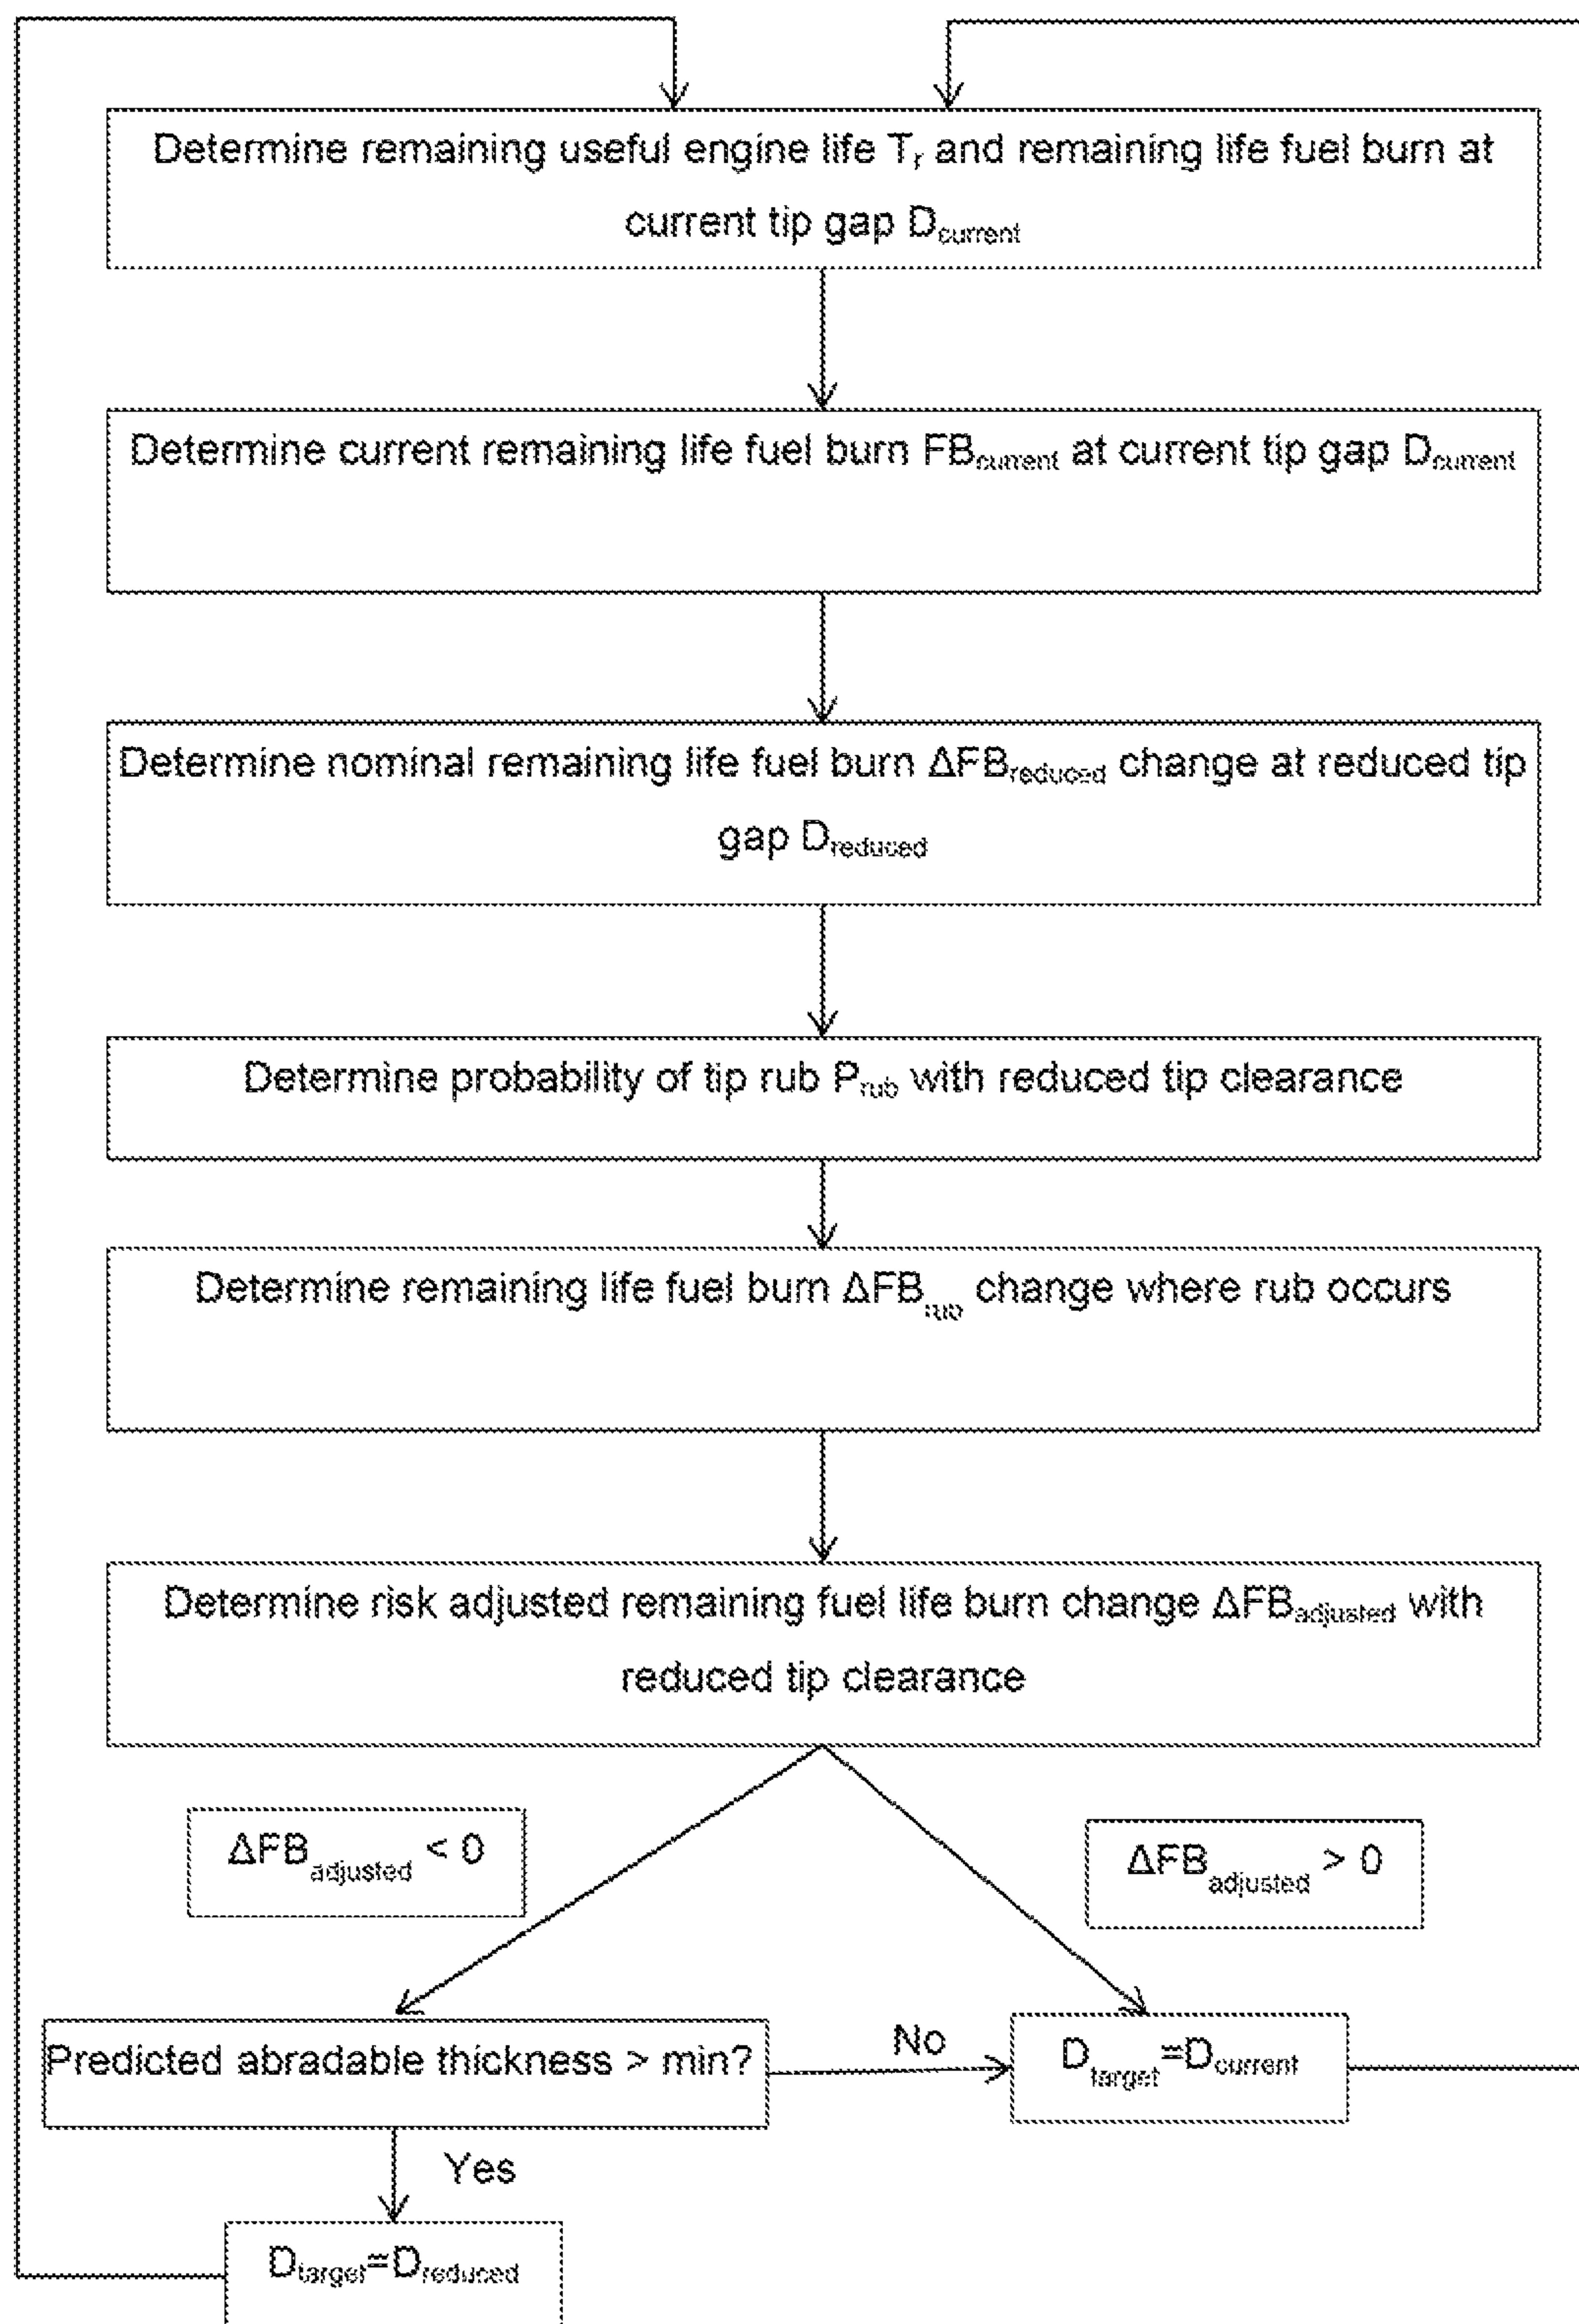 Determine remaining useful engine life Tr and remaining life fuel burn at
current tip gap Dcurrent
Determine current remaining life fuel burn FBcurrent at current tip gap Dcurrent
Determine nominal remaining life fuel burn ΔFBreduced change at reduced tip
gap Dreduced
Determine probability of tip rub Prub with reduced tip clearance
Determine remaining life fuel burn ΔFBrub change where rub occurs
Determine risk adjusted remaining fuel life burn change ΔFBadjusted with
reduced tip clearance
ΔFBadjusted < 0
ΔFBadjusted > 0
Predicted abradable thickness > min?
No
Dtarget=Dcurrent
Yes
Dtarget=Dreduced